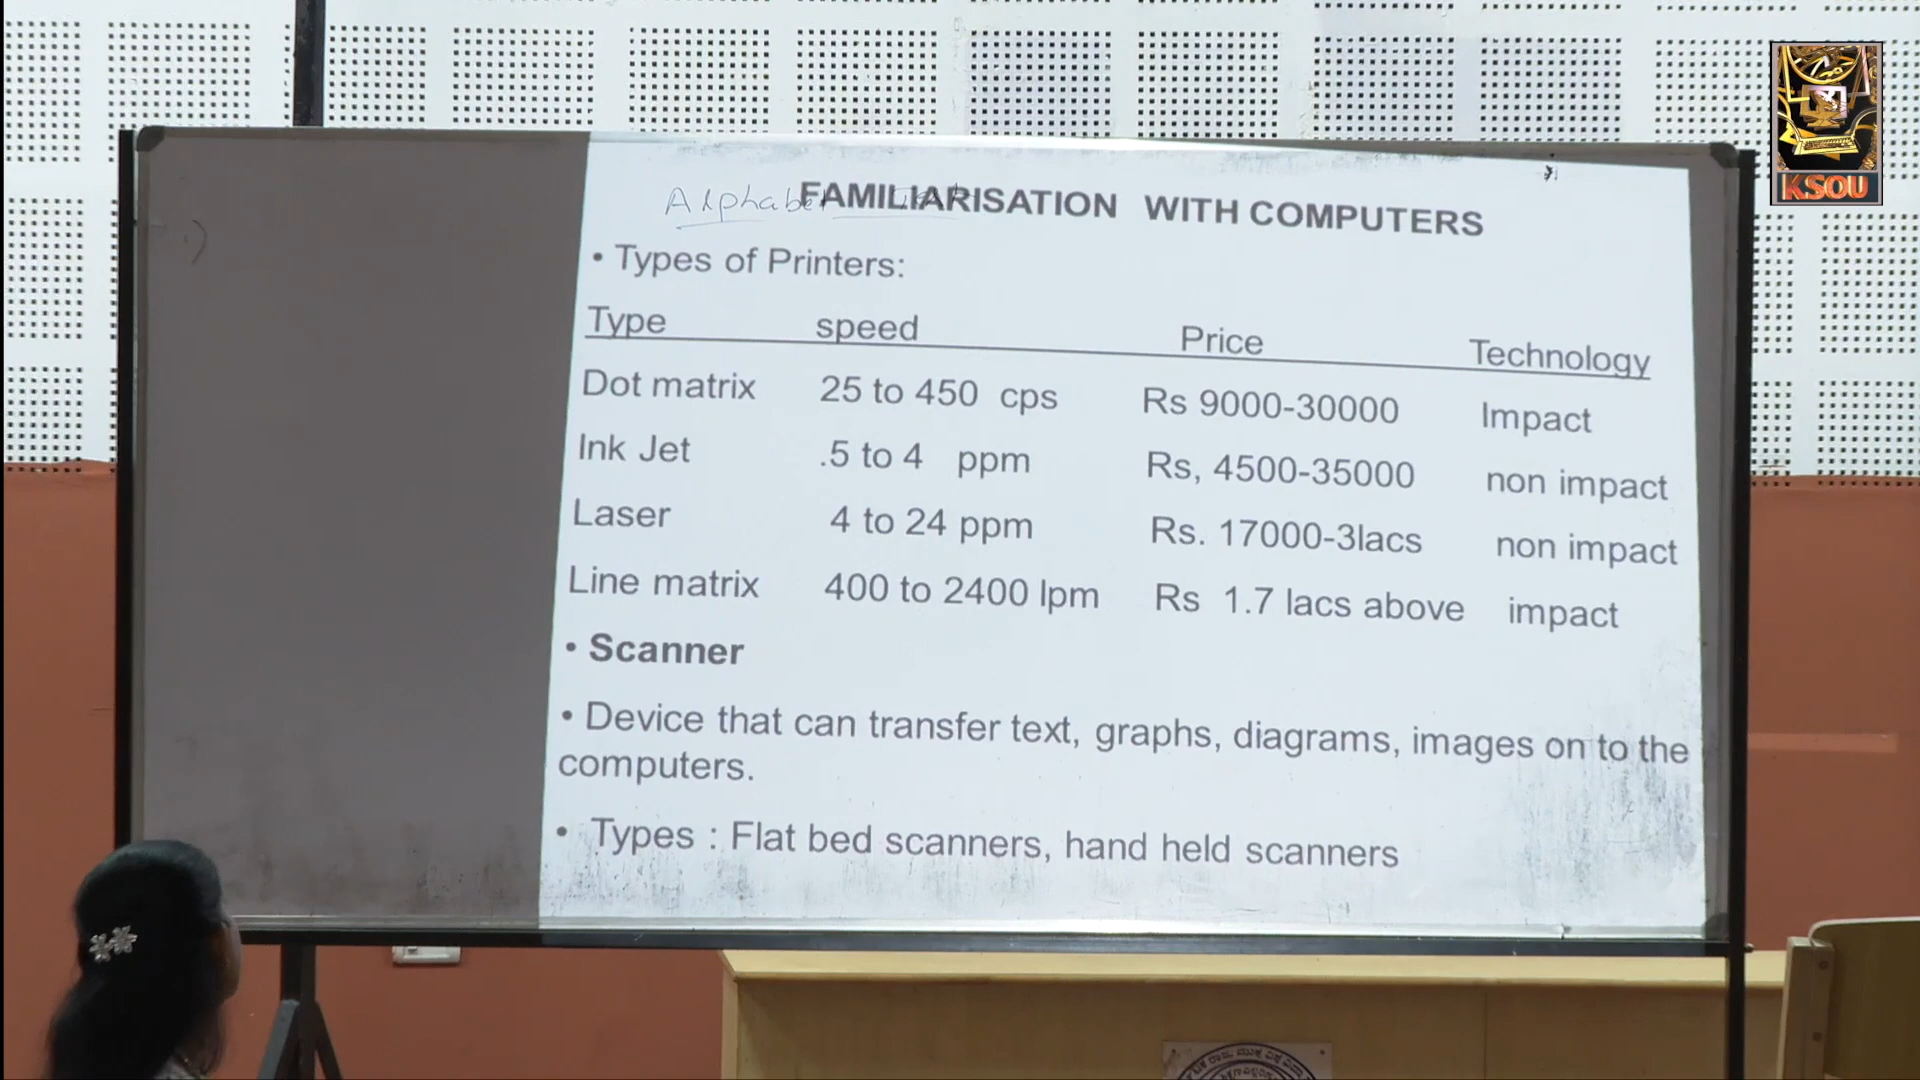 KSOU
Alphabet
FAMILIARISATION WITH COMPUTERS
• Types of Printers:
Type speed Price Technology
Dot matrix 25 to 450 cps Rs 9000-30000 Impact
Ink Jet .5 to 4 ppm Rs, 4500-35000 non impact
Laser 4 to 24 ppm Rs. 17000-3lacs non impact
Line matrix 400 to 2400 lpm Rs 1.7 lacs above impact
• Scanner
• Device that can transfer text, graphs, diagrams, images on to the
computers.
• Types : Flat bed scanners, hand held scanners